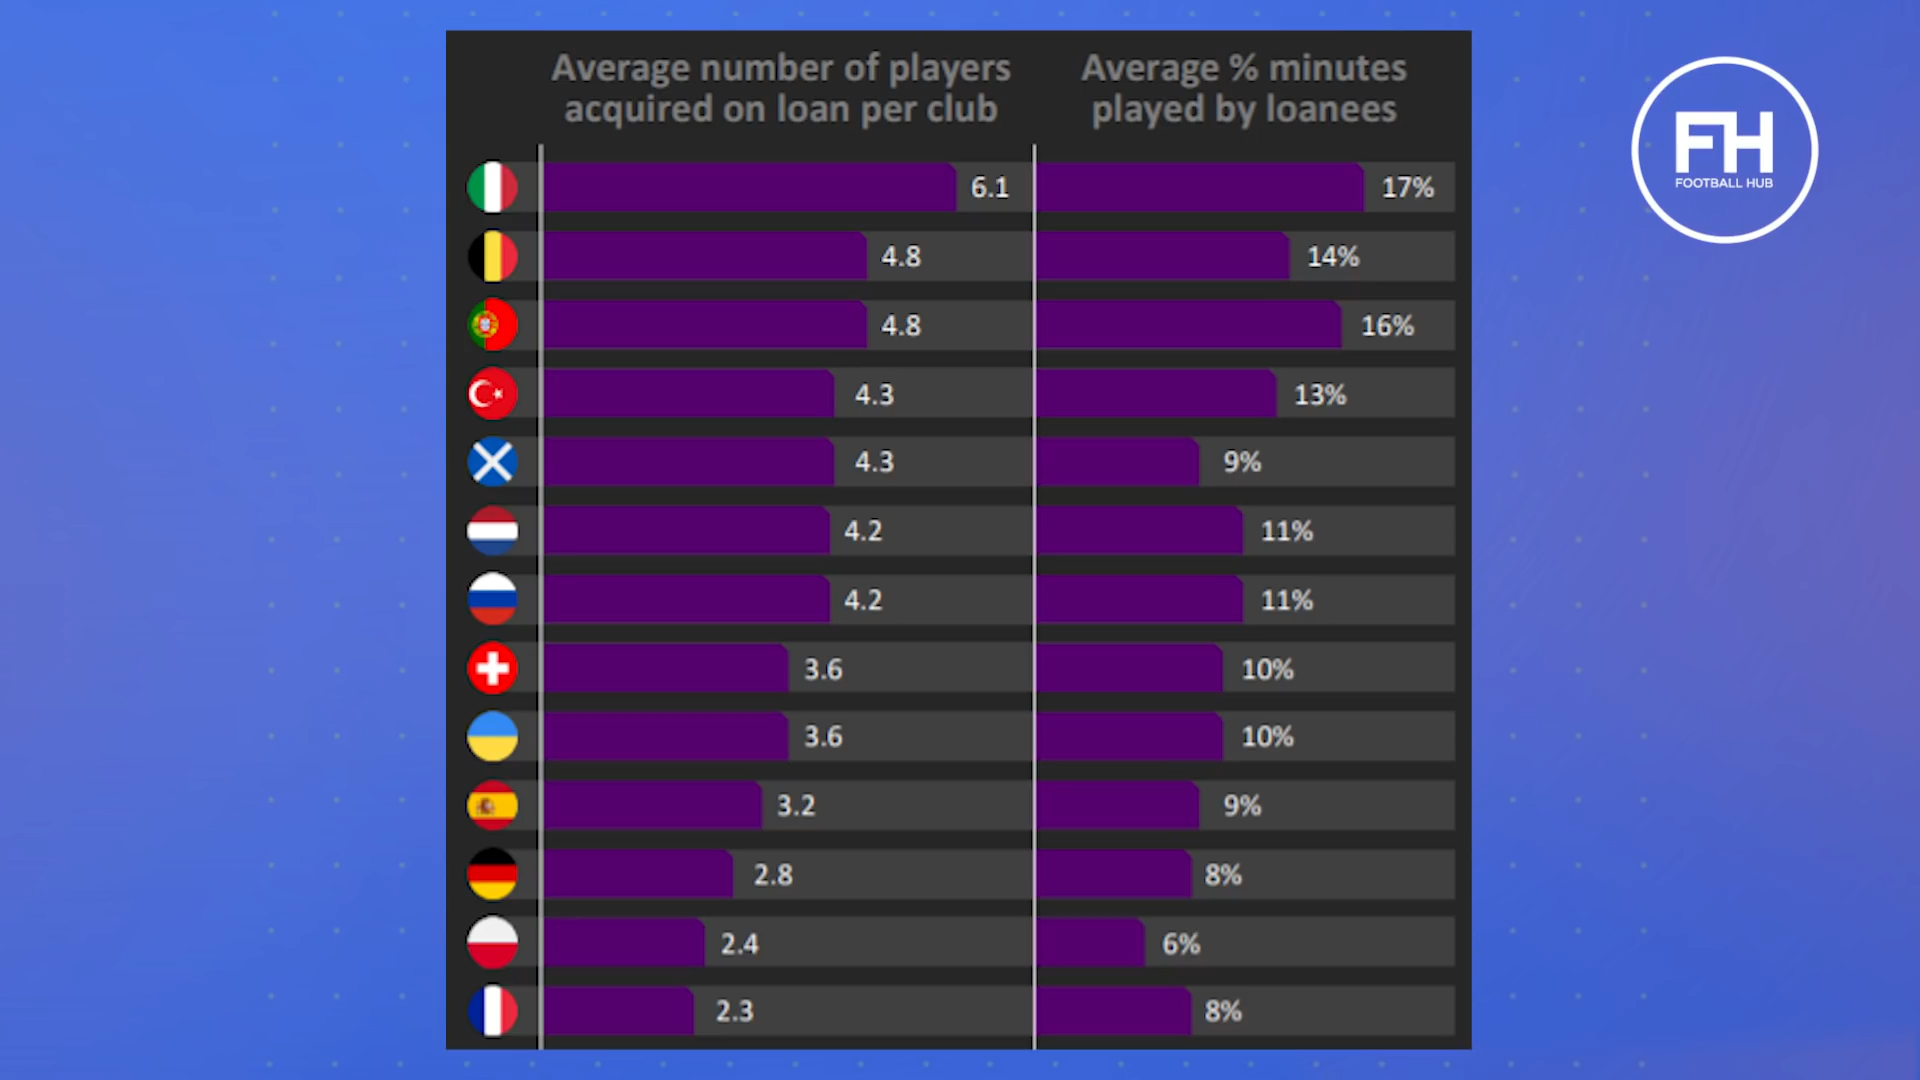 Average number of players
acquired on loan per club
Average % minutes
played by loanees
FH
FOOTBALL HUB
6.1 17%
4.8 14%
4.8 16%
4.3 13%
4.3 9%
4.2 11%
4.2 11%
3.6 10%
3.6 10%
3.2 9%
2.8 8%
2.4 6%
2.3 8%